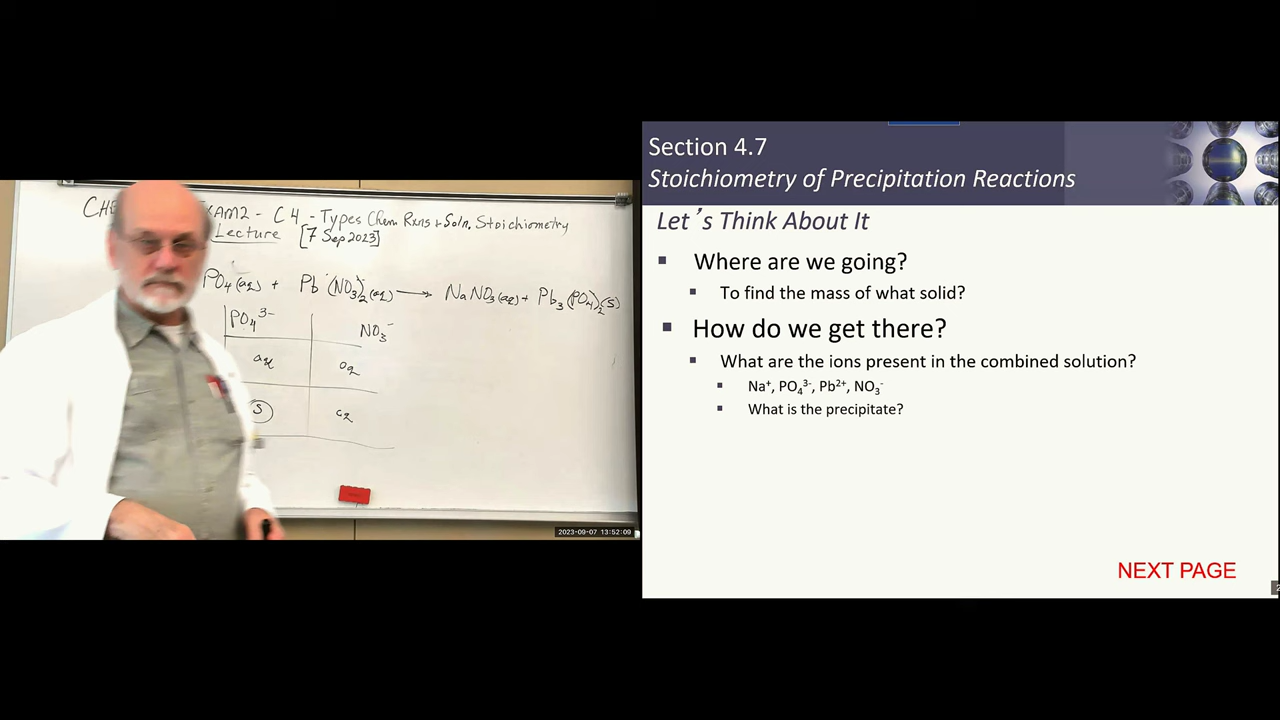 CHE XAM2 - C 4 - Types Chem Rxns + Soln. Stoichiometry
Lecture [7 Sep 2023]
PO₄(aq) + Pb(NO₃)₂(aq) → NaNO₃(aq) + Pb₃(PO₄)₂(s)
PO₄³⁻ NO₃⁻
aq aq
s aq
2023-09-07 13:52:09
Section 4.7
Stoichiometry of Precipitation Reactions
Let's Think About It
▪ Where are we going?
▪ To find the mass of what solid?
▪ How do we get there?
▪ What are the ions present in the combined solution?
▪ Na⁺, PO₄³⁻, Pb²⁺, NO₃⁻
▪ What is the precipitate?
NEXT PAGE